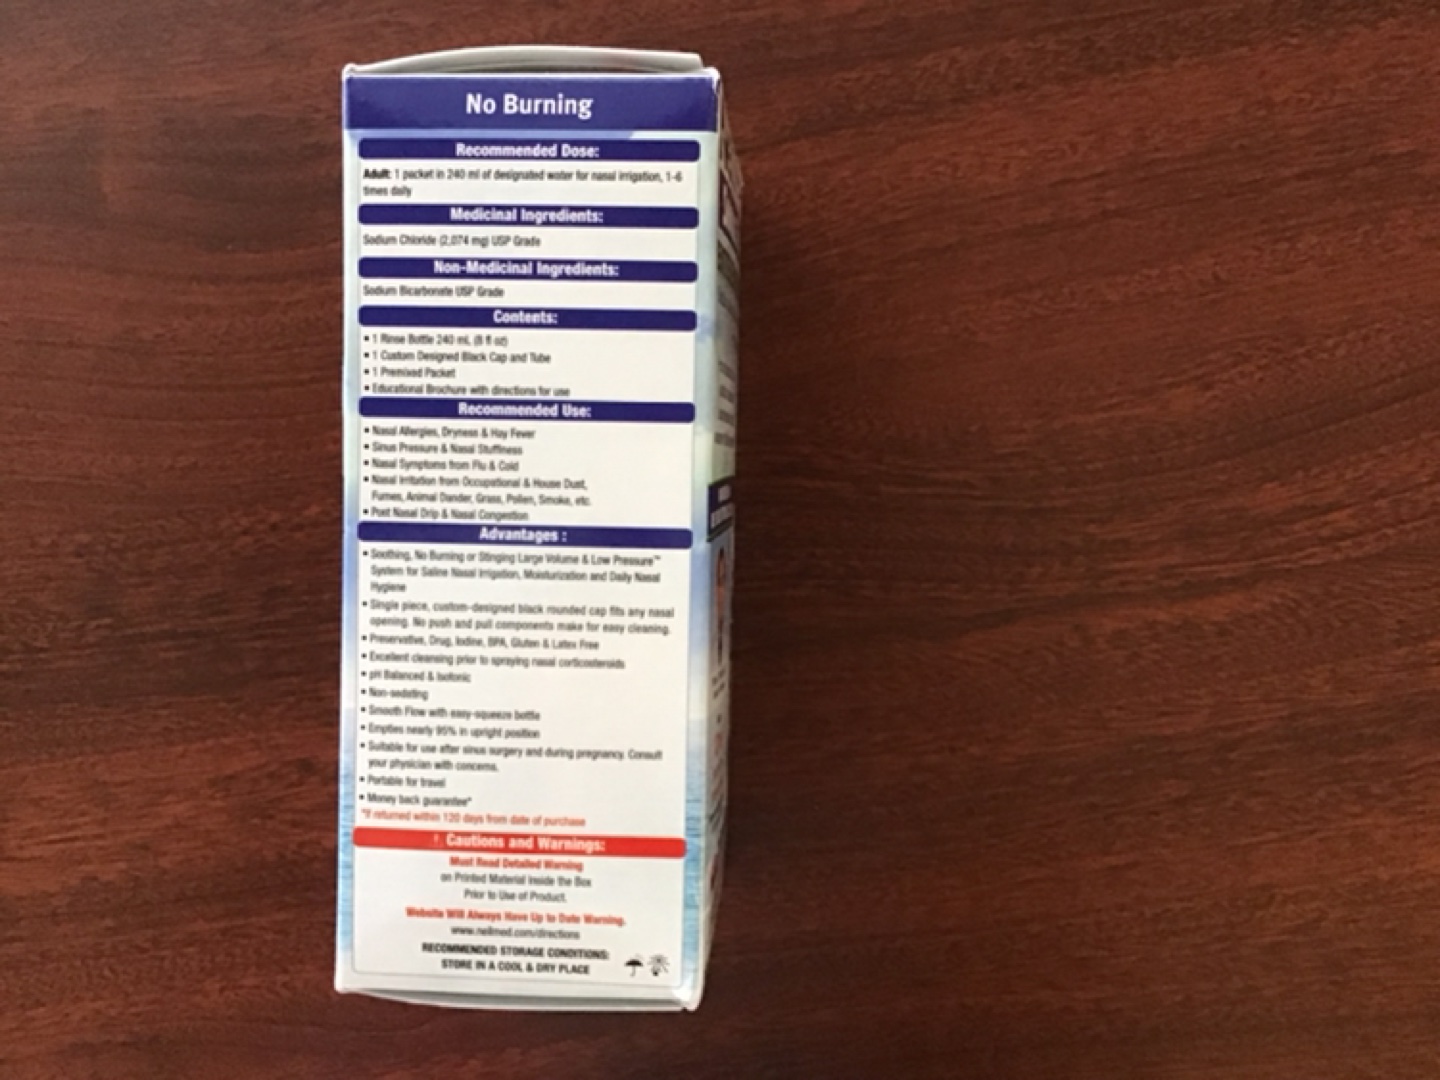 No Burning
Recommended Dose:
Adult: 1 packet in 240 ml of designated water for nasal irrigation, 1-6
times daily
Medicinal Ingredients:
Sodium Chloride (2,074 mg) USP Grade
Non-Medicinal Ingredients:
Sodium Bicarbonate USP Grade
Contents:
• 1 Rinse Bottle 240 mL (8 fl oz)
• 1 Custom Designed Black Cap and Tube
• 1 Premixed Packet
• Educational Brochure with directions for use
Recommended Use:
• Nasal Allergies, Dryness & Hay Fever
• Sinus Pressure & Nasal Stuffiness
• Nasal Symptoms from Flu & Cold
• Nasal Irritation from Occupational & House Dust,
Fumes, Animal Dander, Grass, Pollen, Smoke, etc.
• Post Nasal Drip & Nasal Congestion
Advantages :
• Soothing, No Burning or Stinging Large Volume & Low Pressure™
System for Saline Nasal Irrigation, Moisturization and Daily Nasal
Hygiene
• Single piece, custom-designed black rounded cap fits any nasal
opening. No push and pull components make for easy cleaning.
• Preservative, Drug, Iodine, BPA, Gluten & Latex Free
• Excellent cleansing prior to spraying nasal corticosteroids
• pH Balanced & Isotonic
• Non-sedating
• Smooth Flow with easy-squeeze bottle
• Empties nearly 95% in upright position
• Suitable for use after sinus surgery and during pregnancy. Consult
your physician with concerns.
• Portable for travel
• Money back guarantee*
*If returned within 120 days from date of purchase
! Cautions and Warnings:
Must Read Detailed Warning
on Printed Material Inside the Box
Prior to Use of Product.
Website Will Always Have Up to Date Warning.
www.neilmed.com/directions
RECOMMENDED STORAGE CONDITIONS:
STORE IN A COOL & DRY PLACE